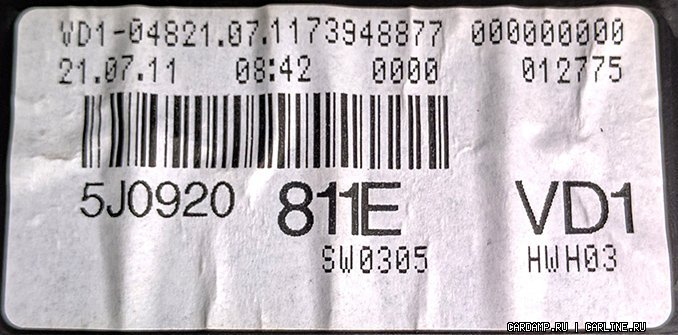 VD1-04821.07.1173948877 000000000
21.07.11 08:42 0000 012775
5J0920 811E VD1
SW0305 HWH03
CARDAMP.RU | CARLINE.RU